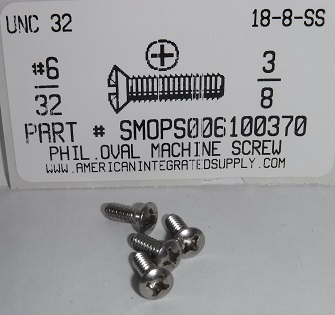 UNC 32 18-8-SS
#6 3
32 8
PART # SMOPS006100370
PHIL.OVAL MACHINE SCREW
WWW.AMERICANINTEGRATEDSUPPLY.COM